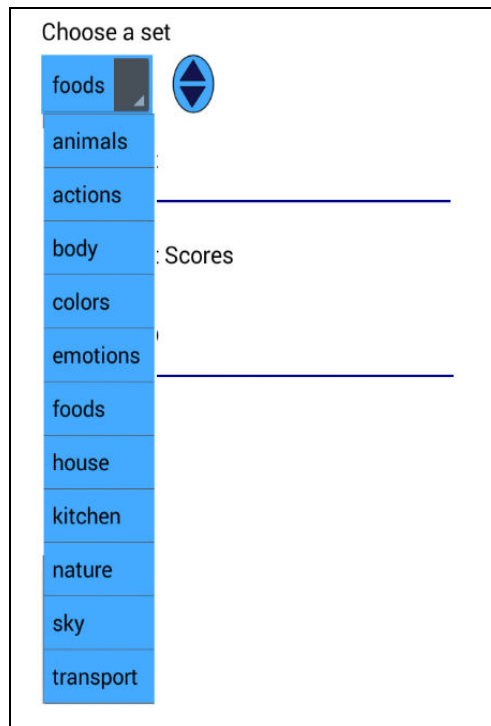 Choose a set
foods
animals
actions
body
: Scores
colors
emotions
foods
house
kitchen
nature
sky
transport